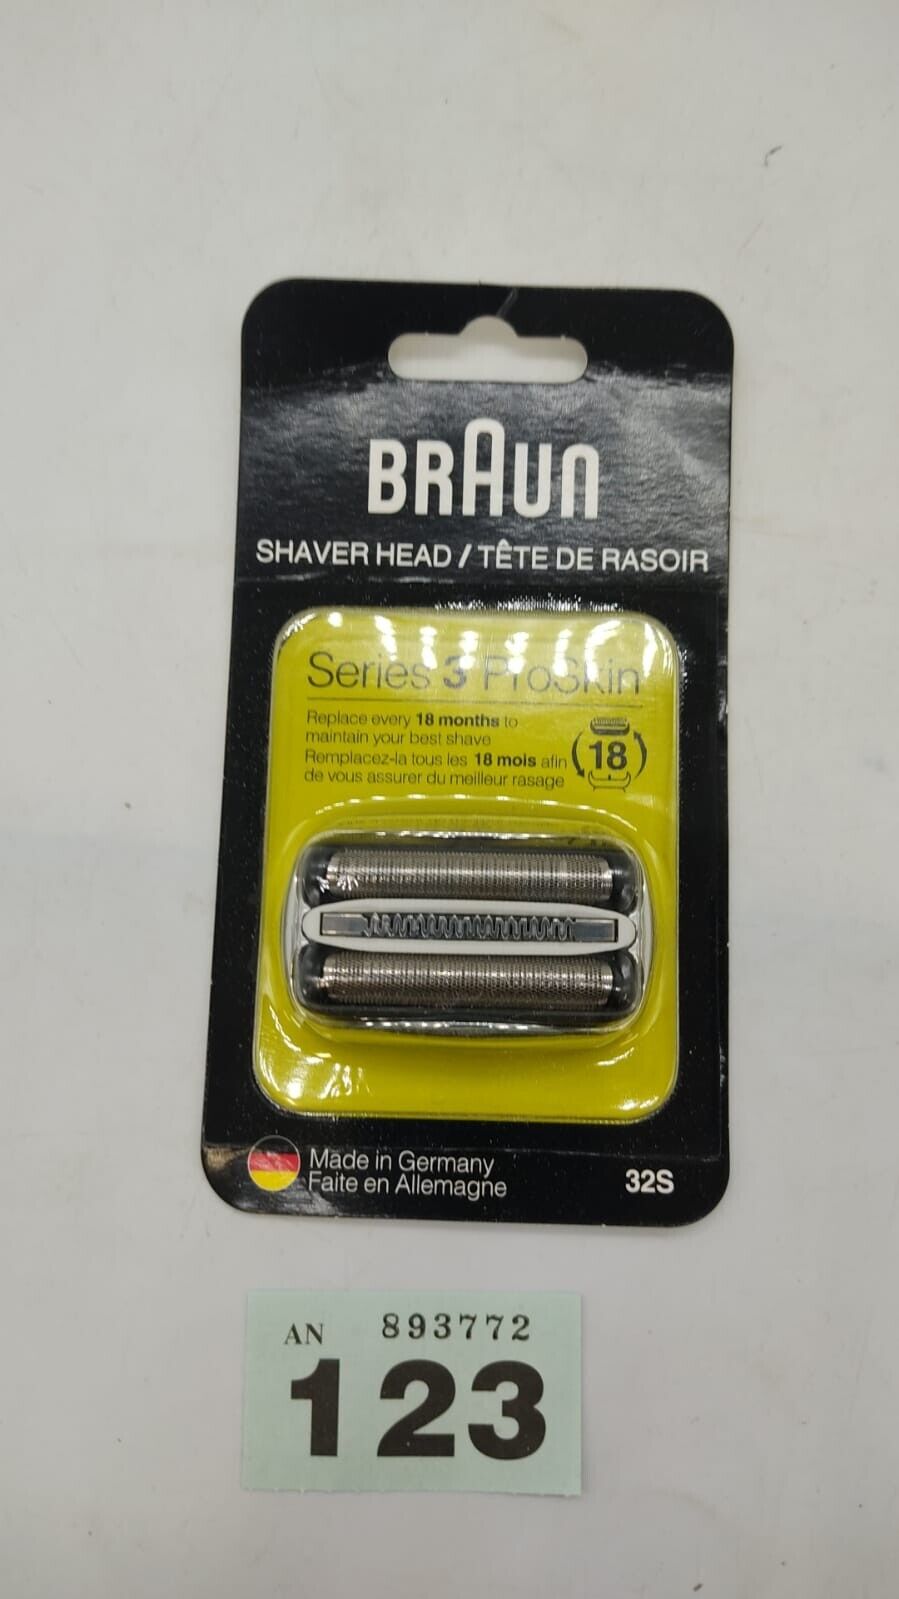 BRAUN
SHAVER HEAD / TÊTE DE RASOIR
Series 3 ProSkin
Replace every 18 months to
maintain your best shave
Remplacez-la tous les 18 mois afin
de vous assurer du meilleur rasage
18
Made in Germany
Faite en Allemagne
32S
AN 893772
123